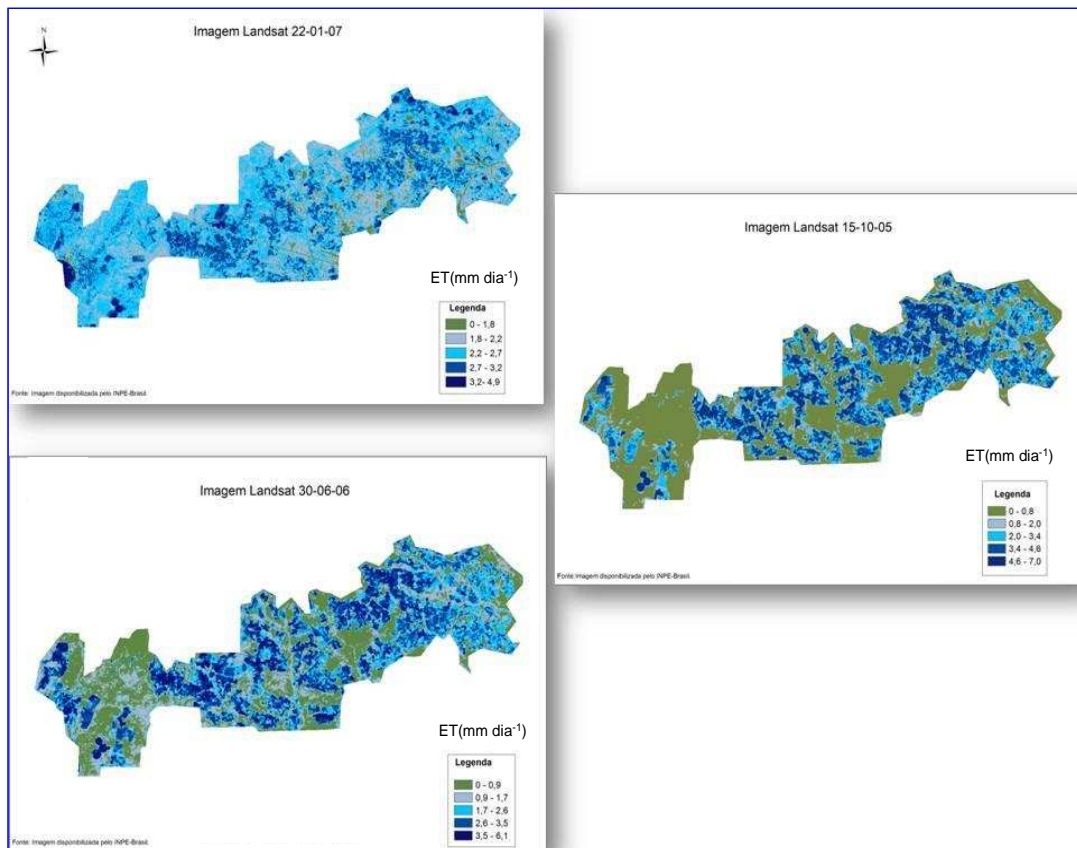 Imagem Landsat 22-01-07
N
ET(mm dia-1)
Legenda
0 - 1,8
1,8 - 2,2
2,2 - 2,7
2,7 - 3,2
3,2- 4,9
Fonte: Imagem disponibilizada pelo INPE-Brasil.
Imagem Landsat 15-10-05
ET(mm dia-1)
Legenda
0 - 0,8
0,8 - 2,0
2,0 - 3,4
3,4 - 4,6
4,6 - 7,0
Fonte:Imagem disponibilizada pelo INPE-Brasil.
Imagem Landsat 30-06-06
ET(mm dia-1)
Legenda
0 - 0,9
0,9 - 1,7
1,7 - 2,6
2,6 - 3,5
3,5 - 6,1
Fonte: Imagem disponibilizada pelo INPE-Brasil.